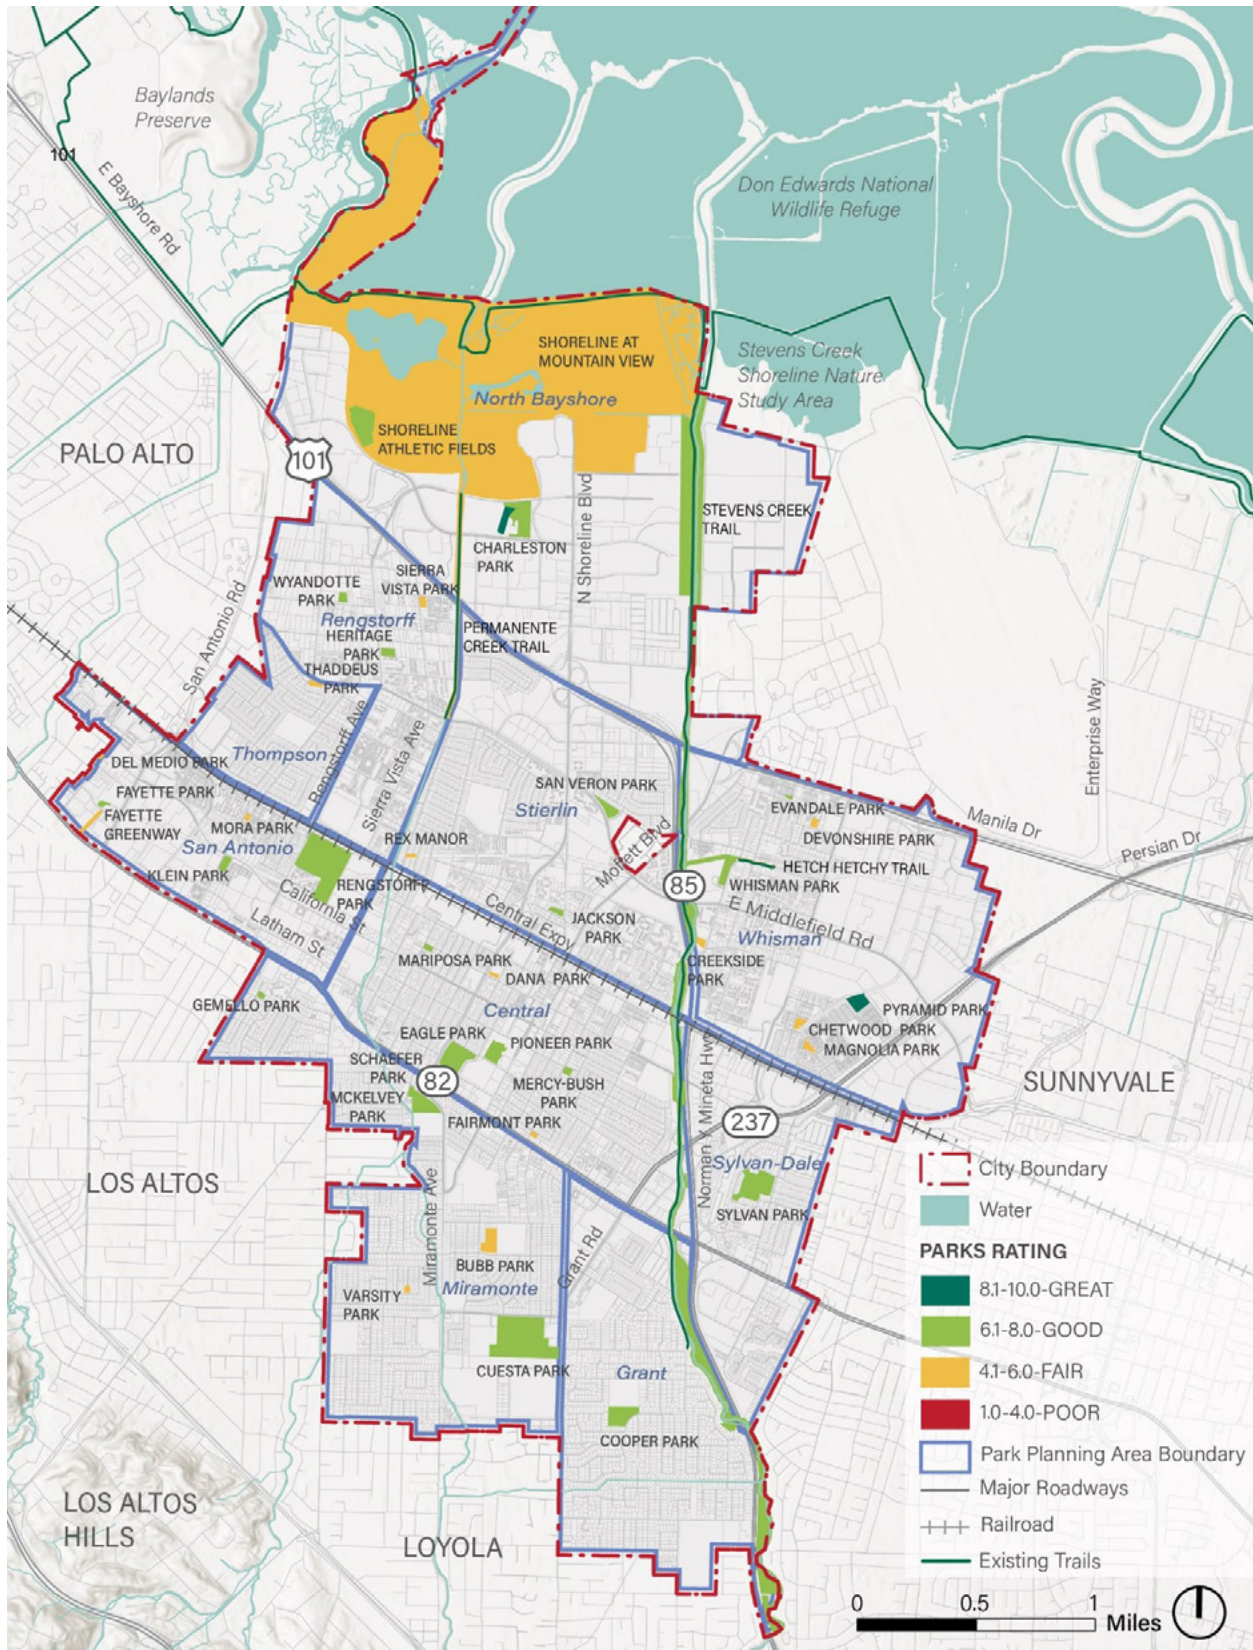 Baylands
Preserve
101
E Bayshore Rd
Don Edwards National
Wildlife Refuge
SHORELINE AT
MOUNTAIN VIEW
Stevens Creek
Shoreline Nature
Study Area
North Bayshore
SHORELINE
ATHLETIC FIELDS
PALO ALTO
101
N Shoreline Blvd
STEVENS CREEK
TRAIL
CHARLESTON
PARK
SIERRA
VISTA PARK
WYANDOTTE
PARK
San Antonio Rd
Rengstorff
HERITAGE
PARK
PERMANENTE
CREEK TRAIL
THADDEUS
PARK
Enterprise Way
Rengstorff Ave
Sierra Vista Ave
Thompson
DEL MEDIO PARK
FAYETTE PARK
SAN VERON PARK
FAYETTE
GREENWAY
MORA PARK
Stierlin
EVANDALE PARK
Manila Dr
REX MANOR
DEVONSHIRE PARK
Persian Dr
San Antonio
Moffett Blvd
HETCH HETCHY TRAIL
KLEIN PARK
RENGSTORFF
PARK
85
WHISMAN PARK
California St
Latham St
Central Expy
JACKSON
PARK
E Middlefield Rd
Whisman
MARIPOSA PARK
DANA PARK
CREEKSIDE
PARK
GEMELLO PARK
Central
PYRAMID PARK
CHETWOOD PARK
MAGNOLIA PARK
EAGLE PARK
PIONEER PARK
SCHAEFER
PARK
82
MERCY-BUSH
PARK
MCKELVEY
PARK
FAIRMONT PARK
Norman Y Mineta Hwy
237
SUNNYVALE
Sylvan-Dale
LOS ALTOS
SYLVAN PARK
Miramonte Ave
Grant Rd
BUBB PARK
Miramonte
VARSITY
PARK
CUESTA PARK
Grant
COOPER PARK
LOS ALTOS
HILLS
LOYOLA
City Boundary
Water
PARKS RATING
8.1-10.0-GREAT
6.1-8.0-GOOD
4.1-6.0-FAIR
1.0-4.0-POOR
Park Planning Area Boundary
Major Roadways
Railroad
Existing Trails
0 0.5 1
Miles